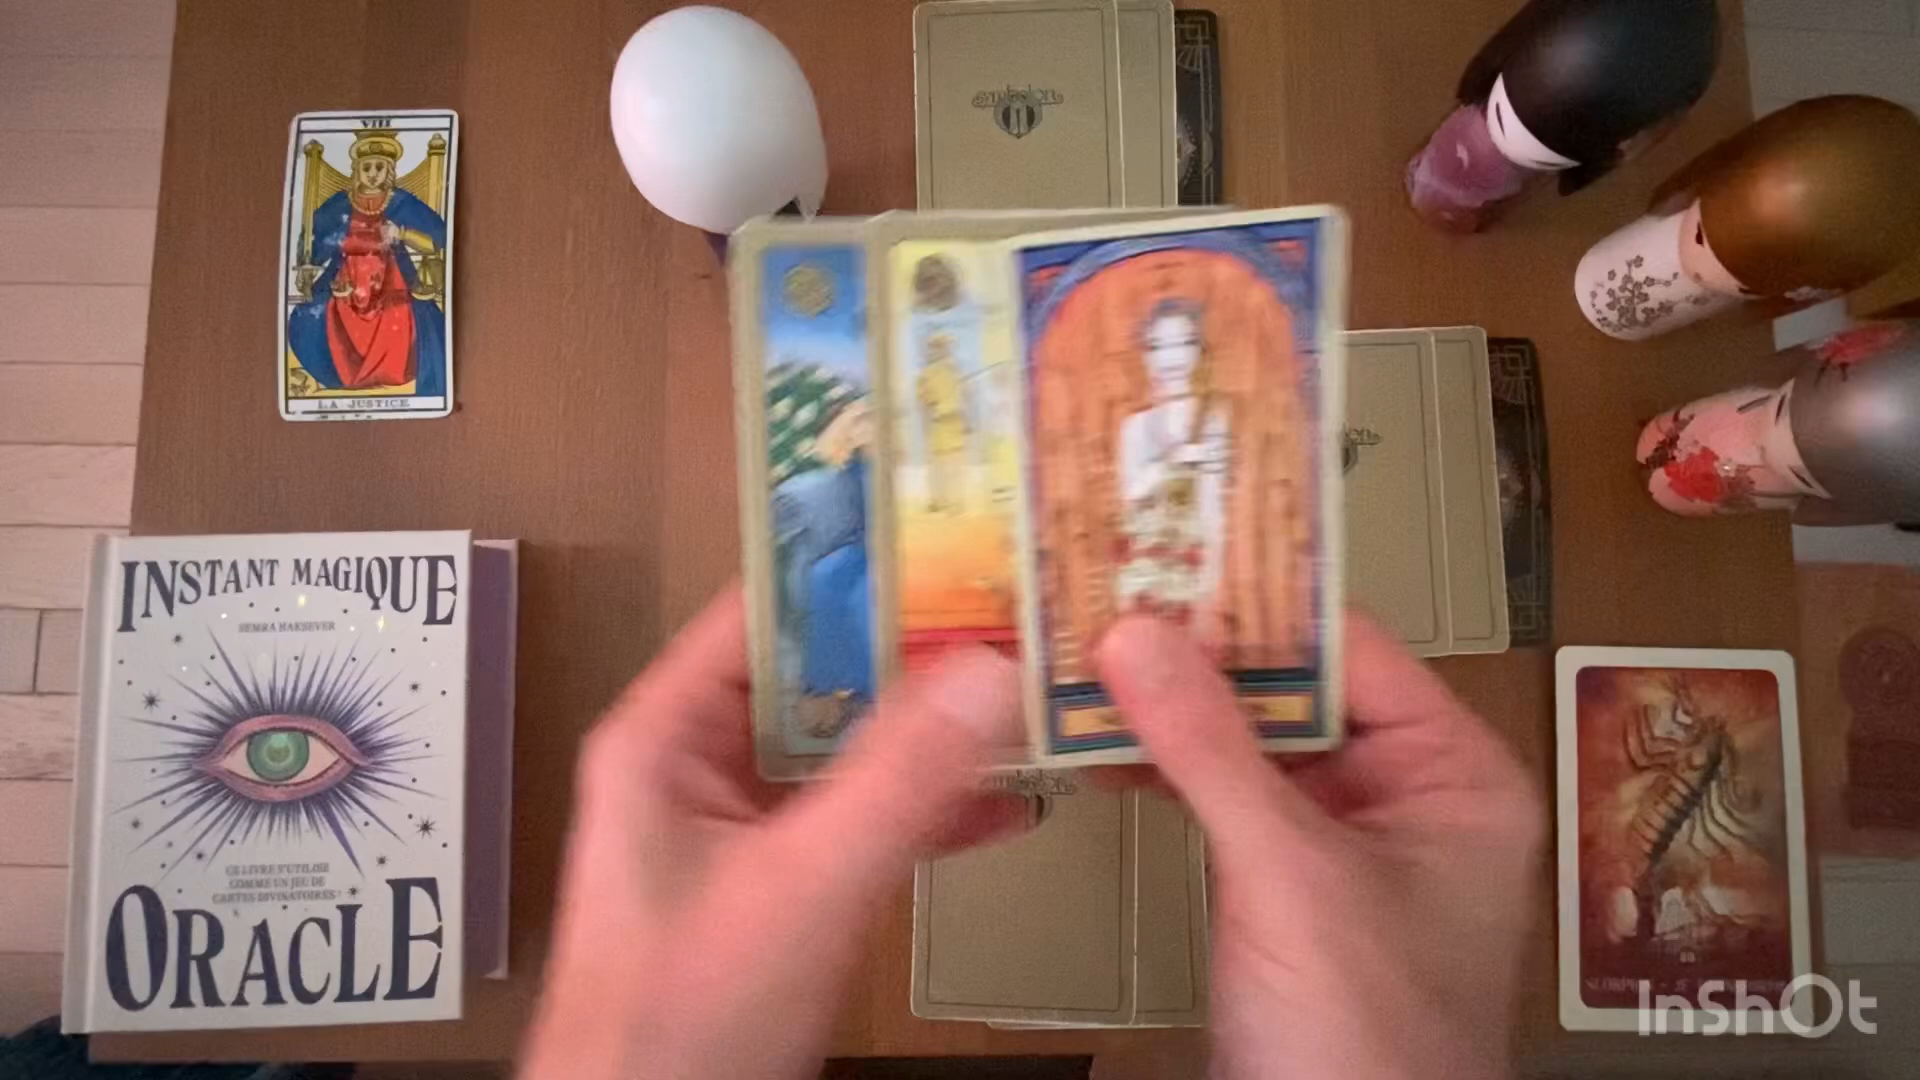 VIII
LA JUSTICE
INSTANT MAGIQUE
SEMRA HAKSEVER
CE LIVRE S'UTILISE
COMME UN JEU DE
CARTES DIVINATOIRES !
ORACLE
InShOt